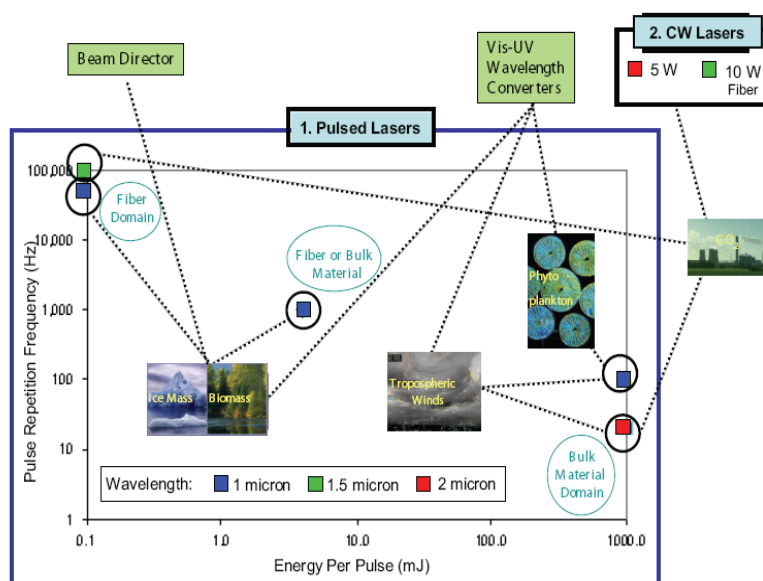 Beam Director
Vis-UV
Wavelength
Converters
2. CW Lasers
5 W
10 W
Fiber
1. Pulsed Lasers
Pulse Repetition Frequency (Hz)
100,000
10,000
1,000
100
10
1
Fiber
Domain
Fiber or Bulk
Material
Phyto -
plankton
CO2
Ice Mass
Biomass
Tropospheric
Winds
Bulk
Material
Domain
Wavelength:
1 micron
1.5 micron
2 micron
0.1
1.0
10.0
100.0
1000.0
Energy Per Pulse (mJ)